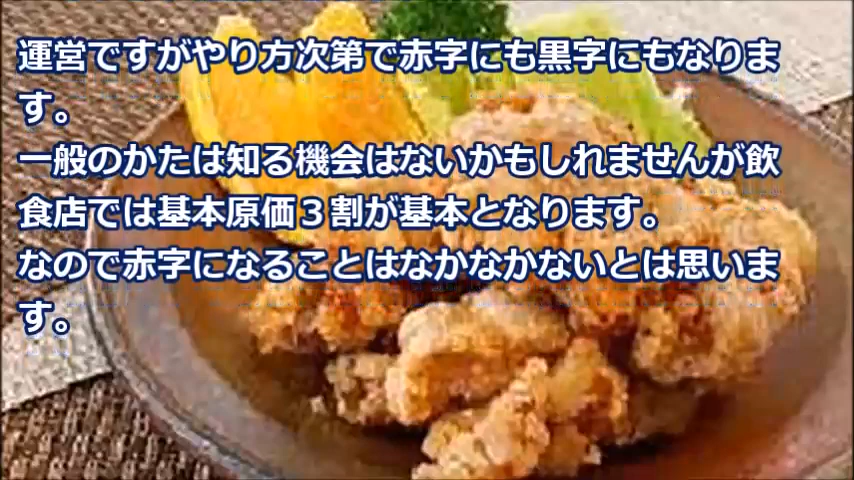 運営ですがやり方次第で赤字にも黒字にもなりま
す。
一般のかたは知る機会はないかもしれませんが飲
食店では基本原価３割が基本となります。
なので赤字になることはなかなかないとは思いま
す。